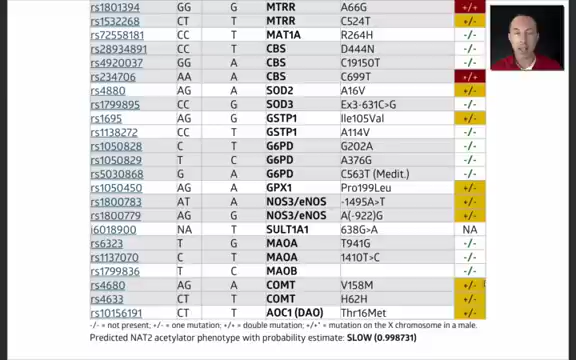 rs1801394 GG G MTRR A66G +/+
rs1532268 CT T MTRR C524T +/-
rs72558181 CC T MAT1A R264H -/-
rs28934891 CC T CBS D444N -/-
rs4920037 GG A CBS C19150T -/-
rs234706 AA A CBS C699T +/+
rs4880 AG G SOD2 A16V +/-
rs1799895 CC G SOD3 Ex3-631C>G -/-
rs1695 AG G GSTP1 Ile105Val +/-
rs1138272 CC T GSTP1 A114V -/-
rs1050828 C T G6PD G202A -/-
rs1050829 T C G6PD A376G -/-
rs5030868 G A G6PD C563T (Medit.) -/-
rs1050450 AG A GPX1 Pro199Leu +/-
rs1800783 AT A NOS3/eNOS -1495A>T +/-
rs1800779 AG G NOS3/eNOS A(-922)G +/-
i6018900 NA T SULT1A1 638G>A NA
rs6323 T G MAOA T941G -/-
rs1137070 C T MAOA 1410T>C -/-
rs1799836 T C MAOB -/-
rs4680 AG A COMT V158M +/-
rs4633 CT T COMT H62H +/-
rs10156191 CT T AOC1 (DAO) Thr16Met +/-
-/- = not present; +/- = one mutation; +/+ = double mutation; +/+* = mutation on the X chromosome in a male.
Predicted NAT2 acetylator phenotype with probability estimate: SLOW (0.998731)